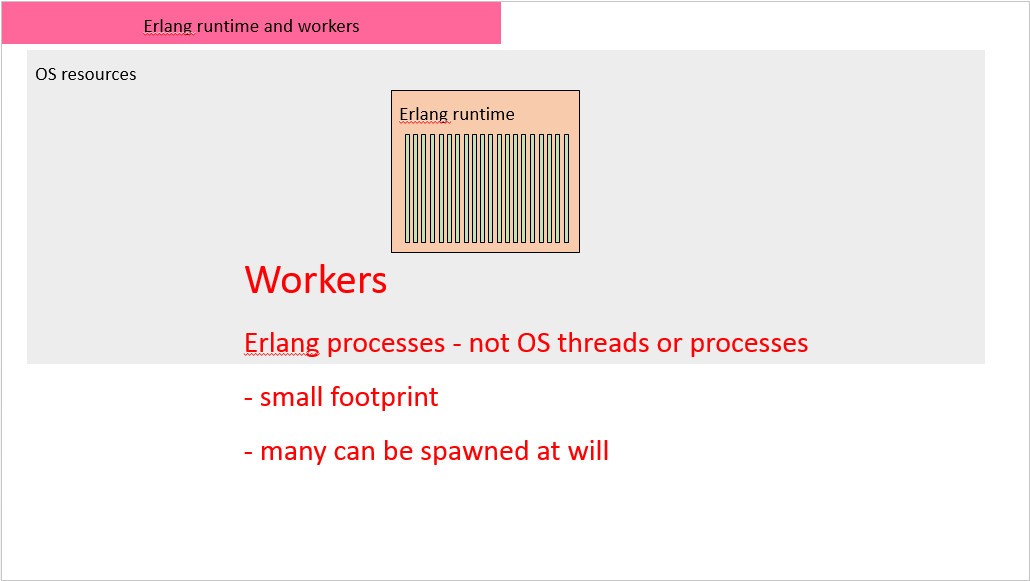 Erlang runtime and workers
OS resources
Erlang runtime
Workers
Erlang processes - not OS threads or processes
- small footprint
- many can be spawned at will